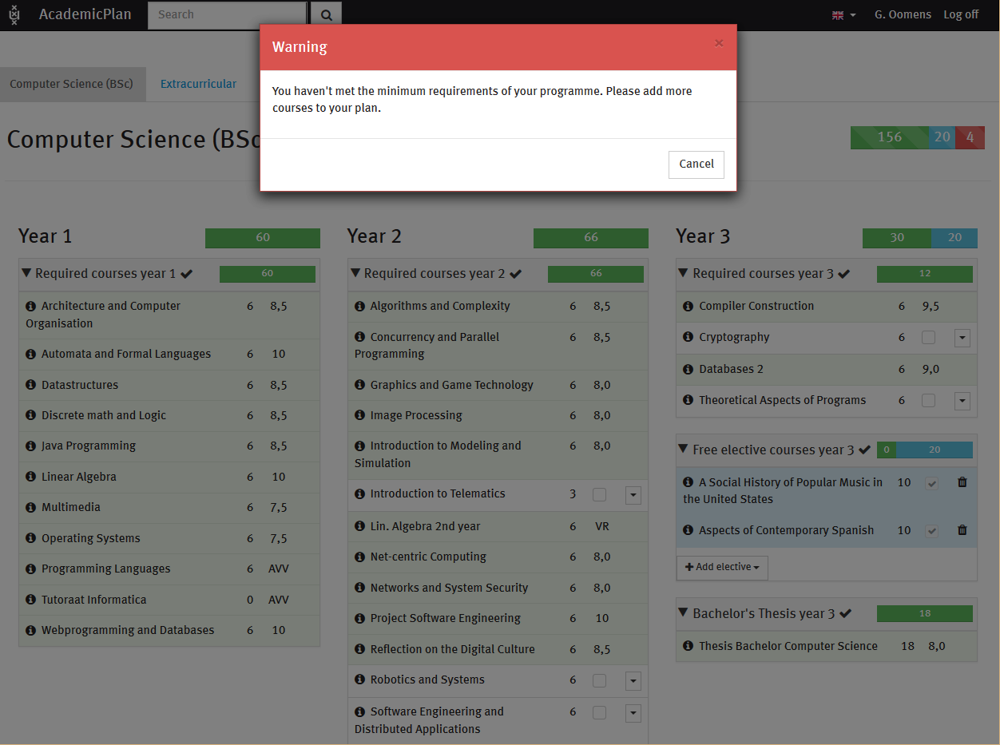 AcademicPlan Search G. Oomens Log off
Warning ×
Computer Science (BSc) Extracurricular
You haven't met the minimum requirements of your programme. Please add more
courses to your plan.
Computer Science (BSc
156 20 4
Cancel
Year 1 60
Required courses year 1 60
Architecture and Computer 6 8,5
Organisation
Automata and Formal Languages 6 10
Datastructures 6 8,5
Discrete math and Logic 6 8,5
Java Programming 6 8,5
Linear Algebra 6 10
Multimedia 6 7,5
Operating Systems 6 7,5
Programming Languages 6 AVV
Tutoraat Informatica 0 AVV
Webprogramming and Databases 6 10
Year 2 66
Required courses year 2 66
Algorithms and Complexity 6 8,5
Concurrency and Parallel 6 8,5
Programming
Graphics and Game Technology 6 8,0
Image Processing 6 8,0
Introduction to Modeling and 6 8,0
Simulation
Introduction to Telematics 3
Lin. Algebra 2nd year 6 VR
Net-centric Computing 6 8,0
Networks and System Security 6 8,0
Project Software Engineering 6 10
Reflection on the Digital Culture 6 8,5
Robotics and Systems 6
Software Engineering and 6
Distributed Applications
Year 3 30 20
Required courses year 3 12
Compiler Construction 6 9,5
Cryptography 6
Databases 2 6 9,0
Theoretical Aspects of Programs 6
Free elective courses year 3 0 20
A Social History of Popular Music in 10
the United States
Aspects of Contemporary Spanish 10
Add elective
Bachelor's Thesis year 3 18
Thesis Bachelor Computer Science 18 8,0